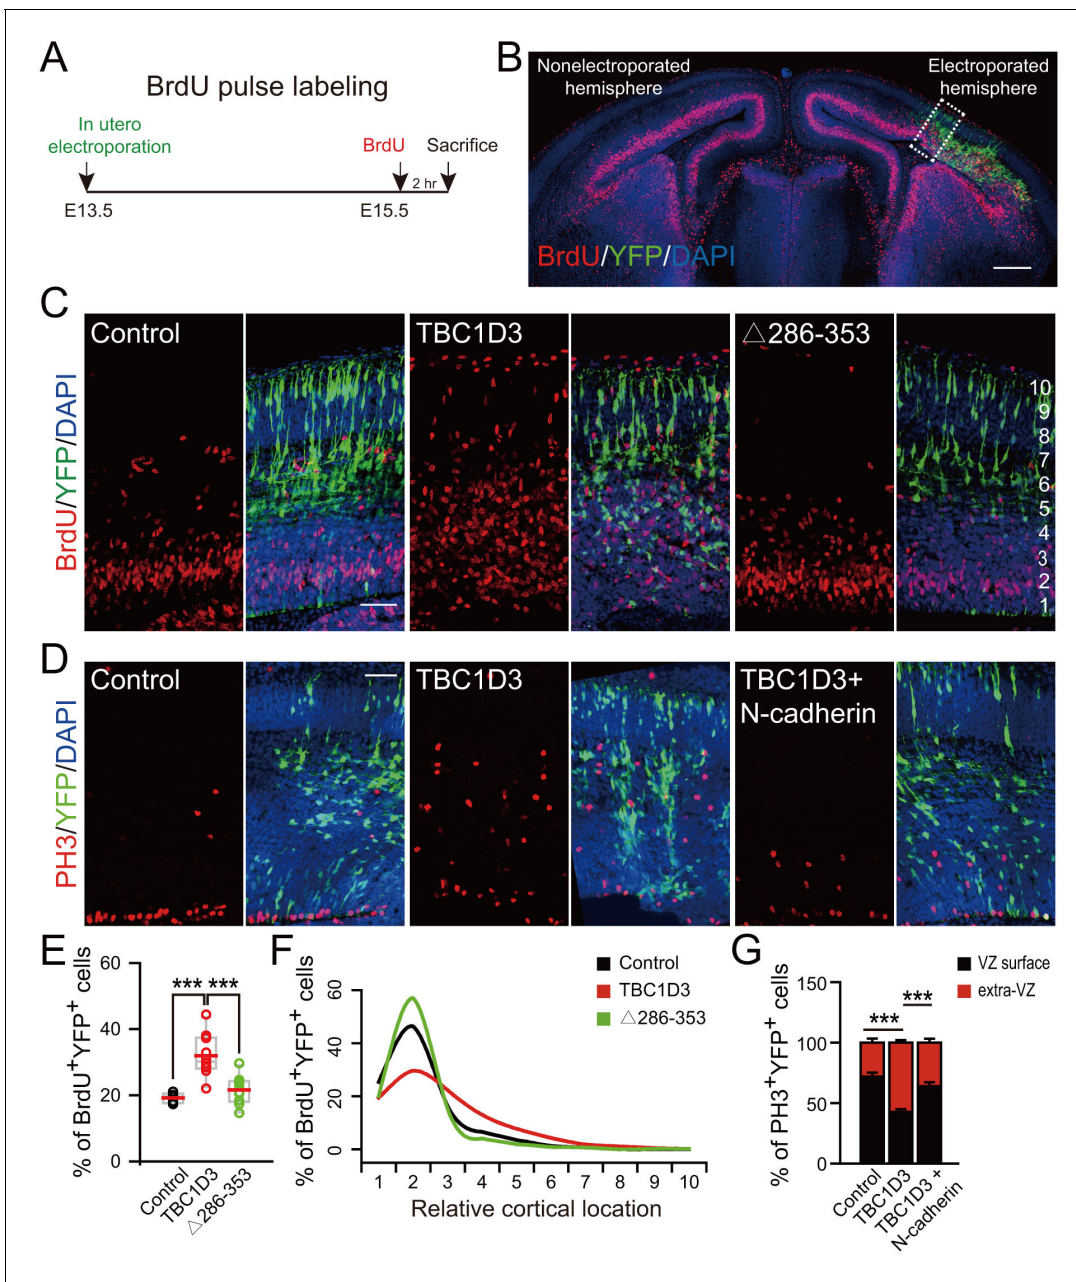 A
BrdU pulse labeling
In utero
electroporation
BrdU
Sacrifice
2 hr
E13.5
E15.5
B
Nonelectroporated
hemisphere
Electroporated
hemisphere
BrdU/YFP/DAPI
C
BrdU/YFP/DAPI
Control
TBC1D3
△286-353
10
9
8
7
6
5
4
3
2
1
D
PH3/YFP/DAPI
Control
TBC1D3
TBC1D3+
N-cadherin
E
% of BrdU⁺YFP⁺ cells
60
40
20
0
*** ***
Control
TBC1D3
△286-353
F
% of BrdU⁺YFP⁺ cells
60
40
20
0
Control
TBC1D3
△286-353
1 2 3 4 5 6 7 8 9 10
Relative cortical location
G
% of PH3⁺YFP⁺ cells
VZ surface
extra-VZ
150
100
50
0
***
***
Control
TBC1D3
TBC1D3 +
N-cadherin